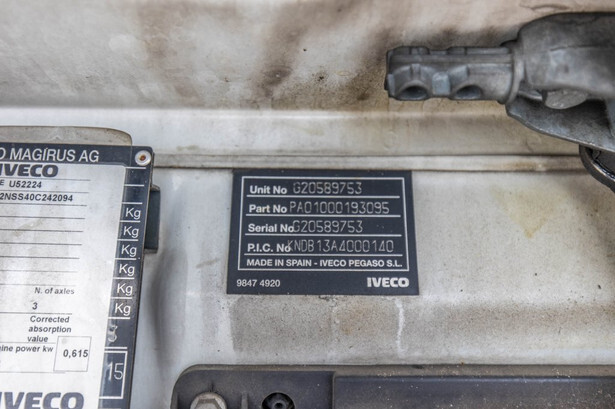 O MAGIRUS AG
IVECO
E U52224
2NSS40C242094
Kg
Kg
Kg
Kg
Kg
N. of axles
3
Corrected
absorption
value
ine power kw
0,615
15
IVECO
Unit No G20589753
Part No PA01000193095
Serial No G20589753
P.I.C. No KNDB13A4000140
MADE IN SPAIN - IVECO PEGASO S.L.
9847 4920 IVECO